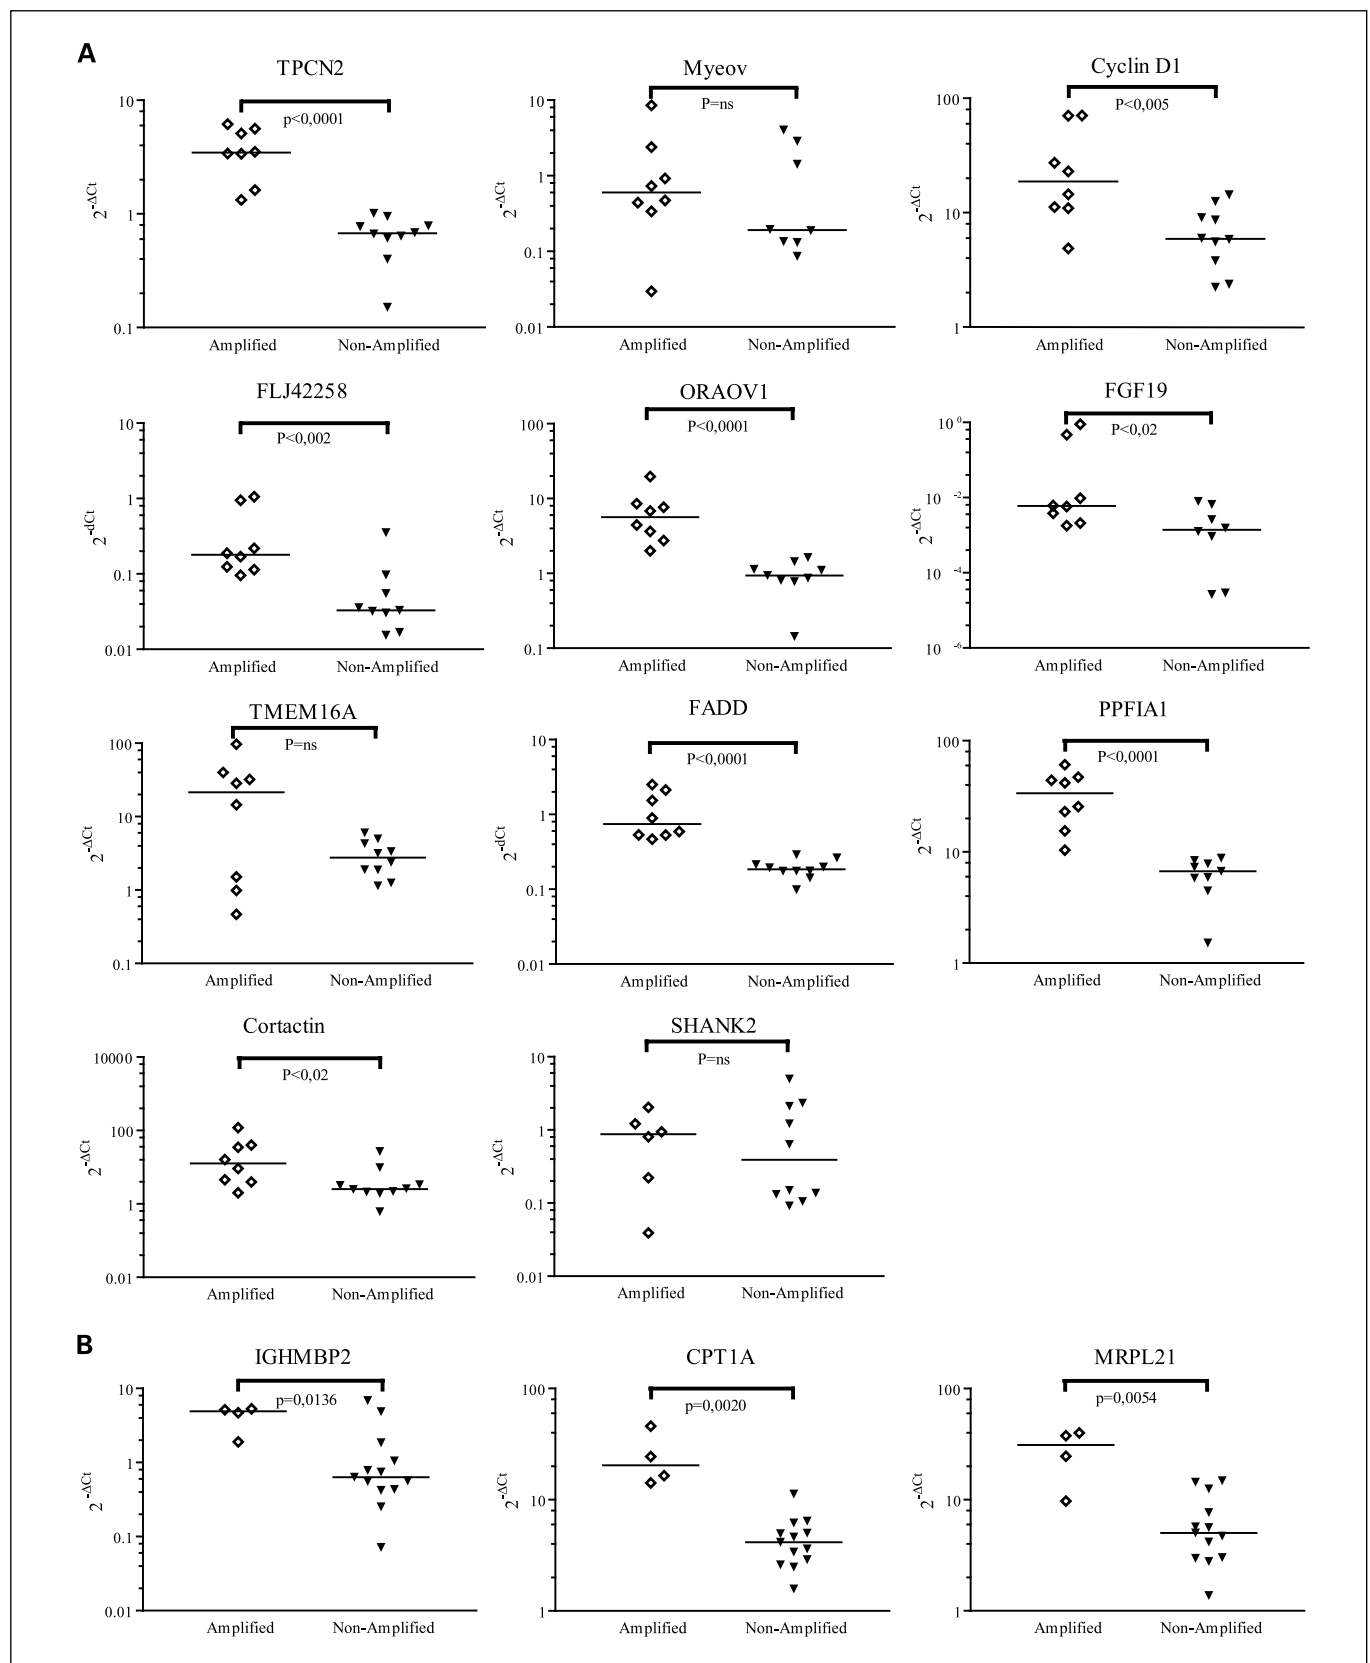 A
TPCN2
10
1
0.1
2^-ΔCt
p<0,0001
Amplified
Non-Amplified
Myeov
10
1
0.1
0.01
2^-ΔCt
P=ns
Amplified
Non-Amplified
Cyclin D1
100
10
1
2^-ΔCt
P<0,005
Amplified
Non-Amplified
FLJ42258
10
1
0.1
0.01
2^-dCt
P<0,002
Amplified
Non-Amplified
ORAOV1
100
10
1
0.1
2^-ΔCt
P<0,0001
Amplified
Non-Amplified
FGF19
10^0
10^-2
10^-4
10^-6
2^-ΔCt
P<0,02
Amplified
Non-Amplified
TMEM16A
100
10
1
0.1
2^-ΔCt
P=ns
Amplified
Non-Amplified
FADD
10
1
0.1
0.01
2^-dCt
P<0,0001
Amplified
Non-Amplified
PPFIA1
100
10
1
2^-ΔCt
P<0,0001
Amplified
Non-Amplified
Cortactin
10000
100
1
0.01
2^-ΔCt
P<0,02
Amplified
Non-Amplified
SHANK2
10
1
0.1
0.01
2^-ΔCt
P=ns
Amplified
Non-Amplified
B
IGHMBP2
10
1
0.1
0.01
2^-ΔCt
p=0,0136
Amplified
Non-Amplified
CPT1A
100
10
1
2^-ΔCt
p=0,0020
Amplified
Non-Amplified
MRPL21
100
10
1
2^-ΔCt
p=0,0054
Amplified
Non-Amplified